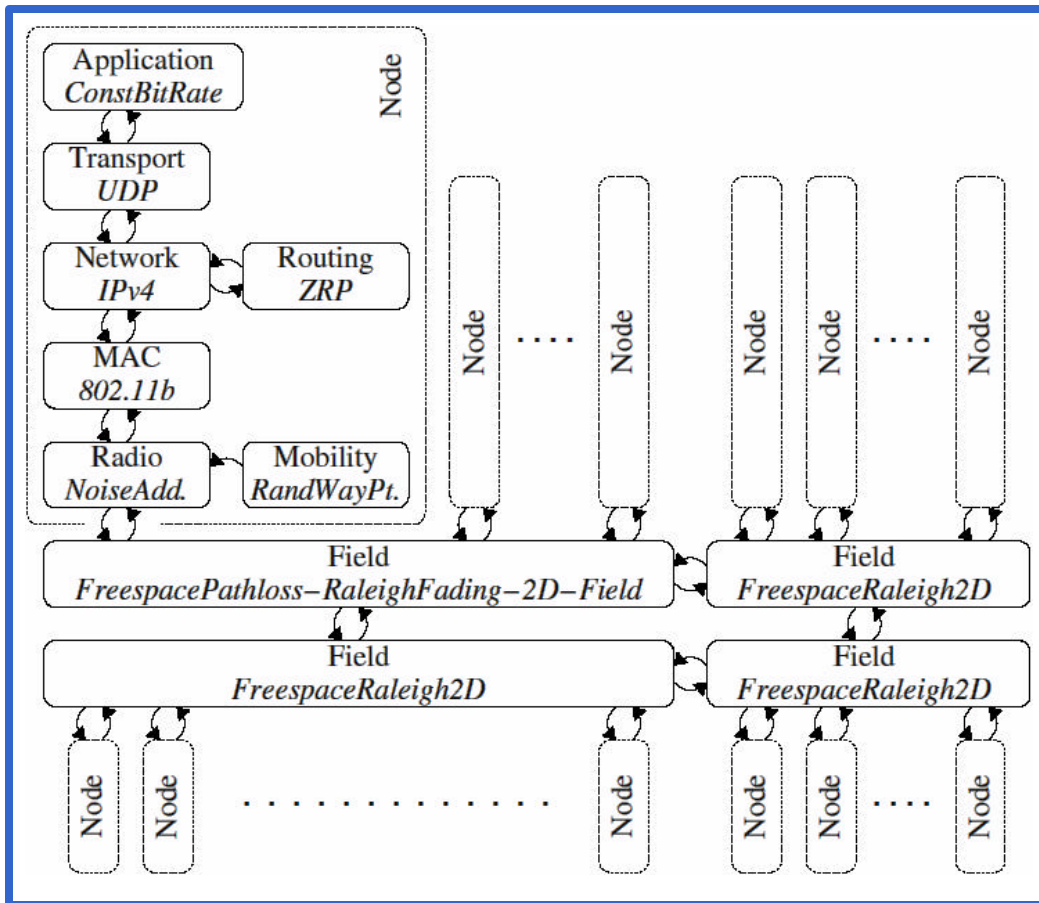 Node
Application
ConstBitRate
Transport
UDP
Network
IPv4
Routing
ZRP
MAC
802.11b
Radio
NoiseAdd.
Mobility
RandWayPt.
Node
. . . .
Node
Node
Node
. . . .
Node
Field
FreespacePathloss–RaleighFading–2D–Field
Field
FreespaceRaleigh2D
Field
FreespaceRaleigh2D
Field
FreespaceRaleigh2D
Node
Node
. . . . . . . . . . . . .
Node
Node
Node
. . . .
Node